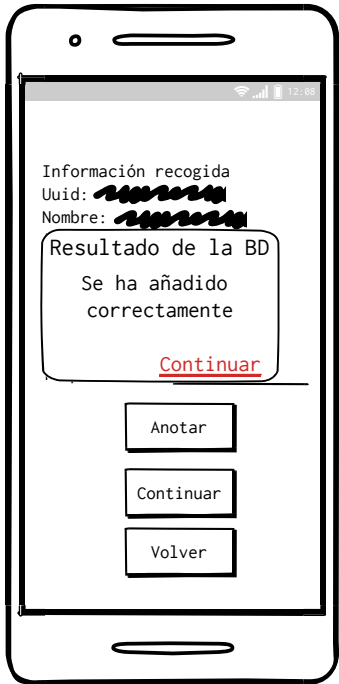 12:08
Información recogida
Uuid:
Nombre:
Resultado de la BD
Se ha añadido
correctamente
Continuar
Anotar
Continuar
Volver